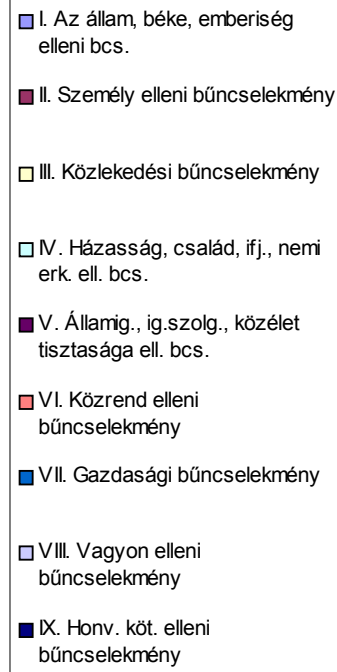 I. Az állam, béke, emberiség
elleni bcs.
II. Személy elleni bűncselekmény
III. Közlekedési bűncselekmény
IV. Házasság, család, ifj., nemi
erk. ell. bcs.
V. Államig., ig.szolg., közélet
tisztasága ell. bcs.
VI. Közrend elleni
bűncselekmény
VII. Gazdasági bűncselekmény
VIII. Vagyon elleni
bűncselekmény
IX. Honv. köt. elleni
bűncselekmény